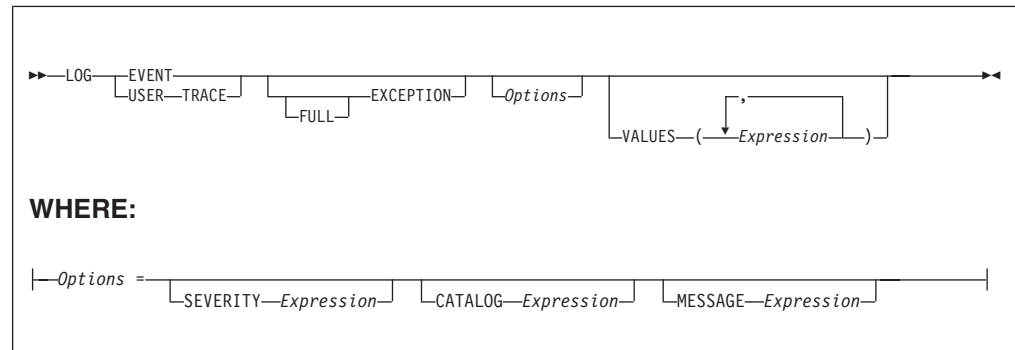 LOG EVENT
USER TRACE EXCEPTION Options
FULL
,
VALUES ( Expression )
WHERE:
Options =
SEVERITY Expression CATALOG Expression MESSAGE Expression